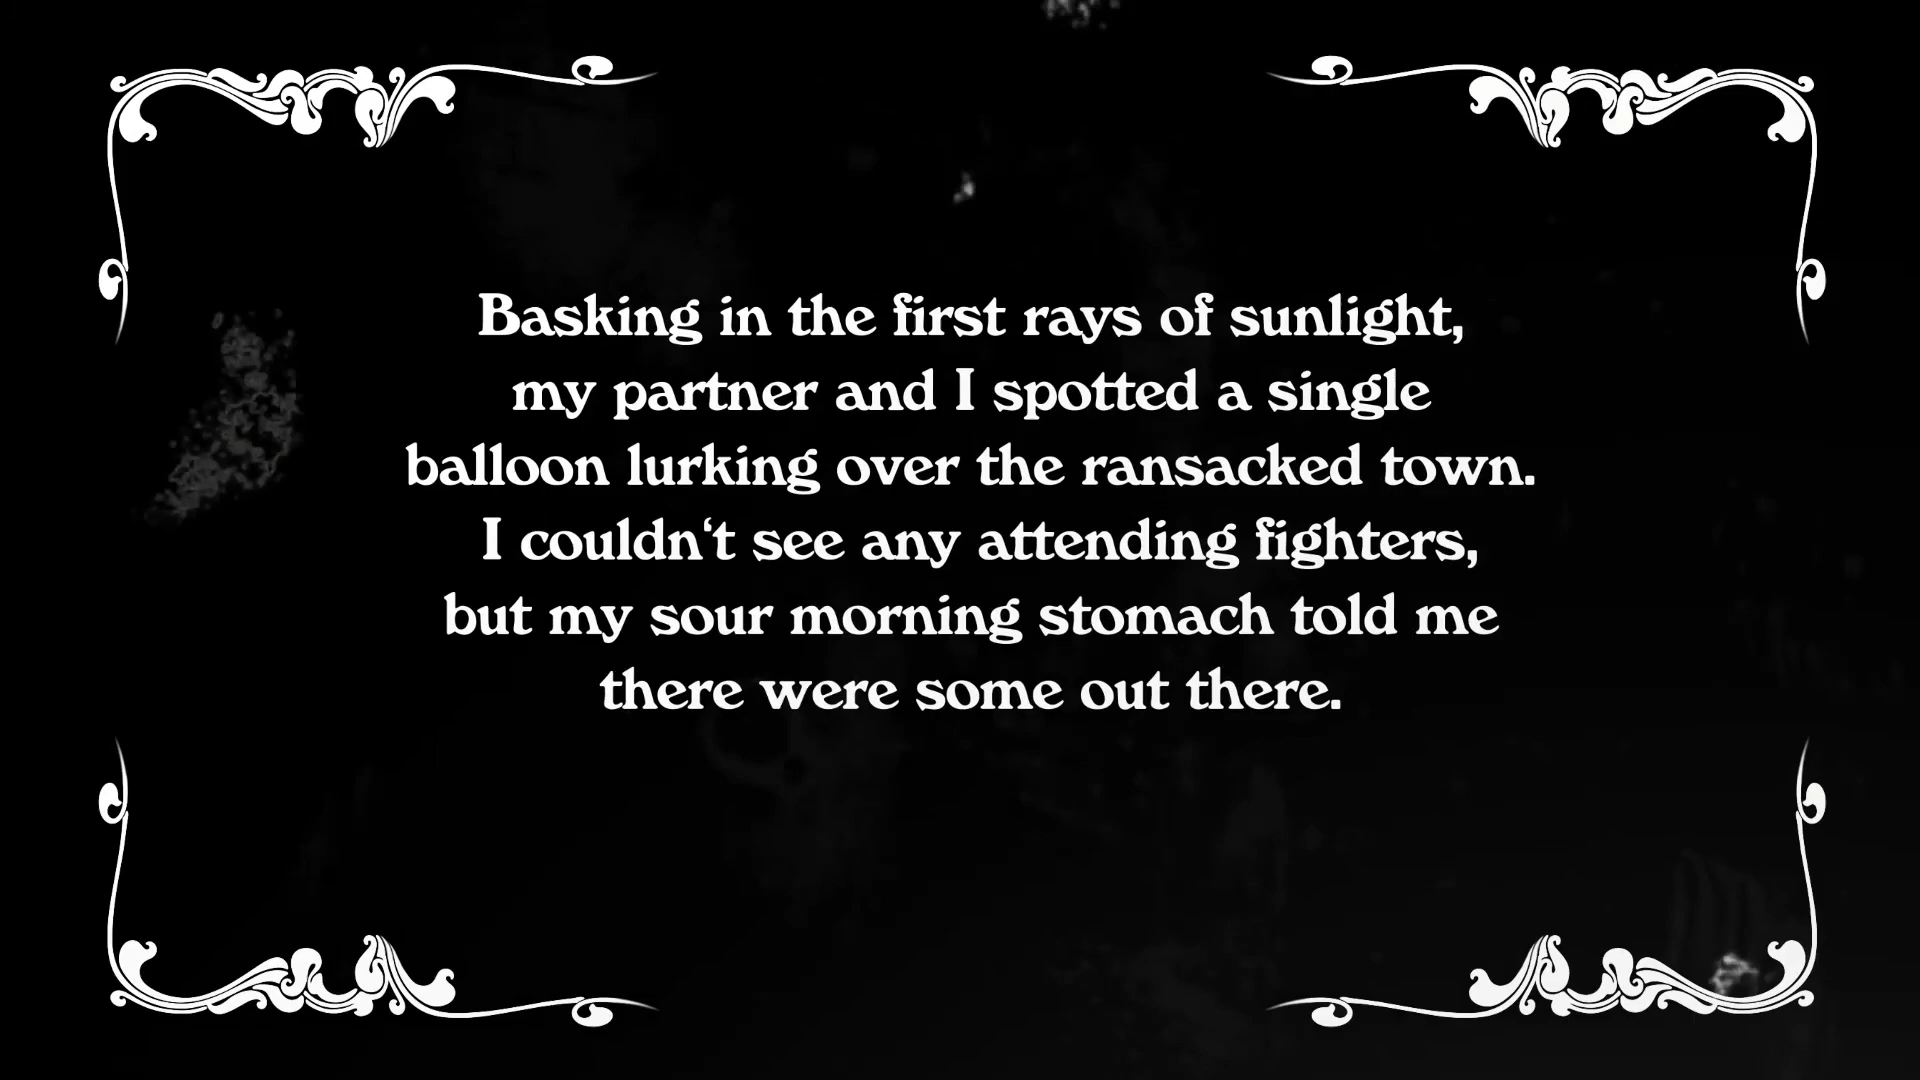 Basking in the first rays of sunlight,
my partner and I spotted a single
balloon lurking over the ransacked town.
I couldn‘t see any attending fighters,
but my sour morning stomach told me
there were some out there.